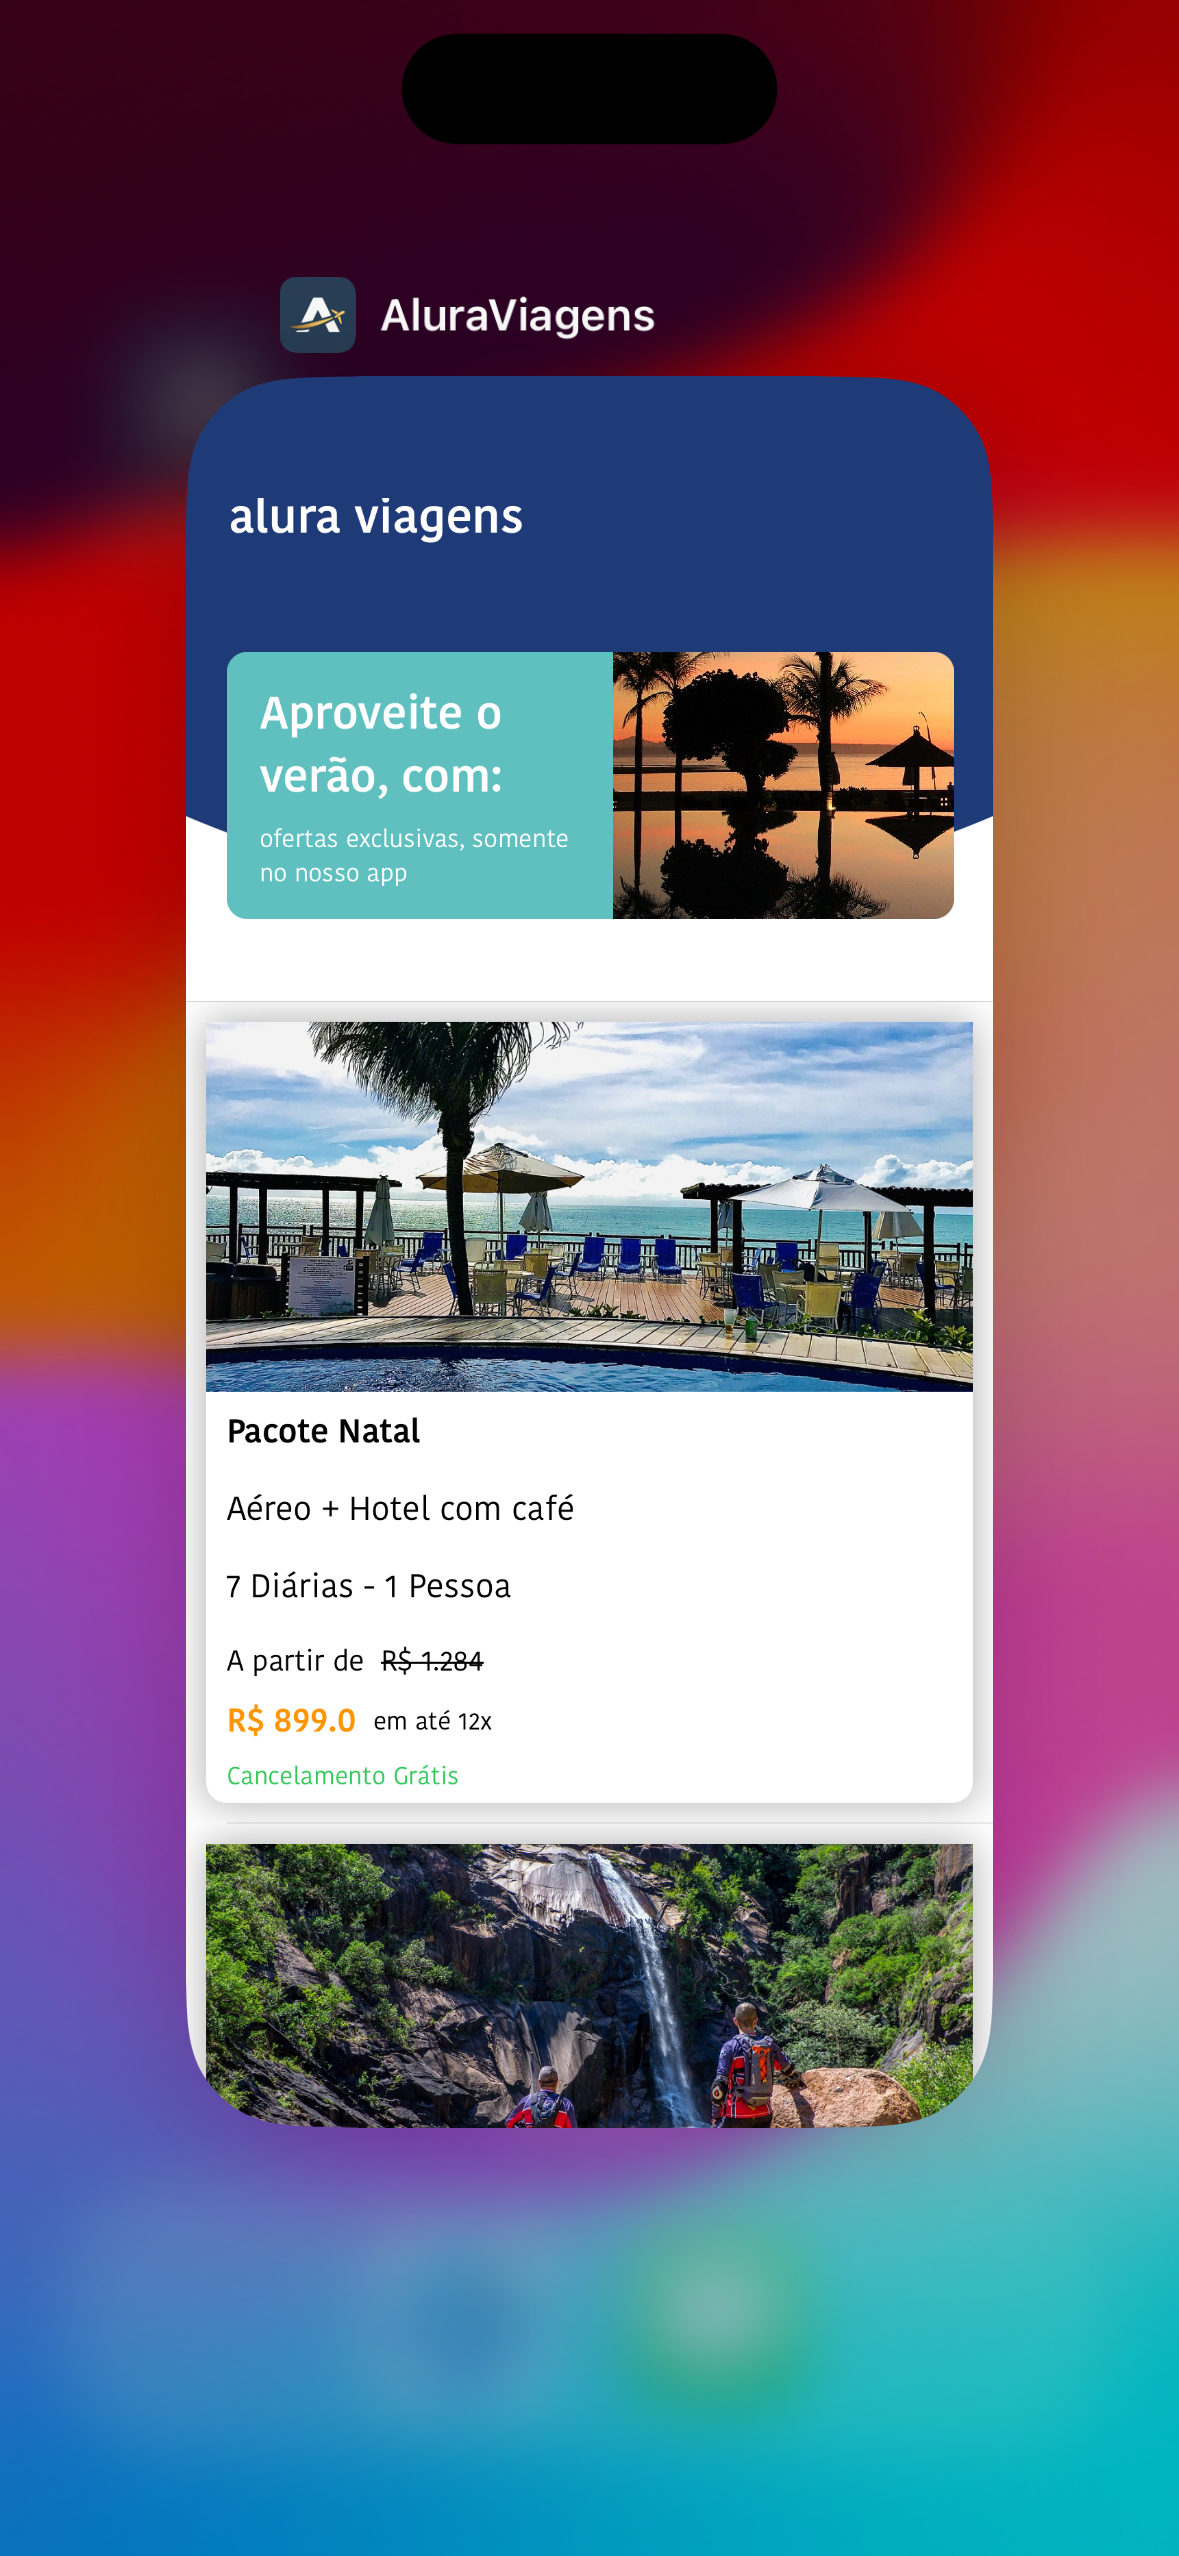 AluraViagens
alura viagens
Aproveite o
verão, com:
ofertas exclusivas, somente
no nosso app
Pacote Natal
Aéreo + Hotel com café
7 Diárias - 1 Pessoa
A partir de R$ 1.284
R$ 899.0 em até 12x
Cancelamento Grátis